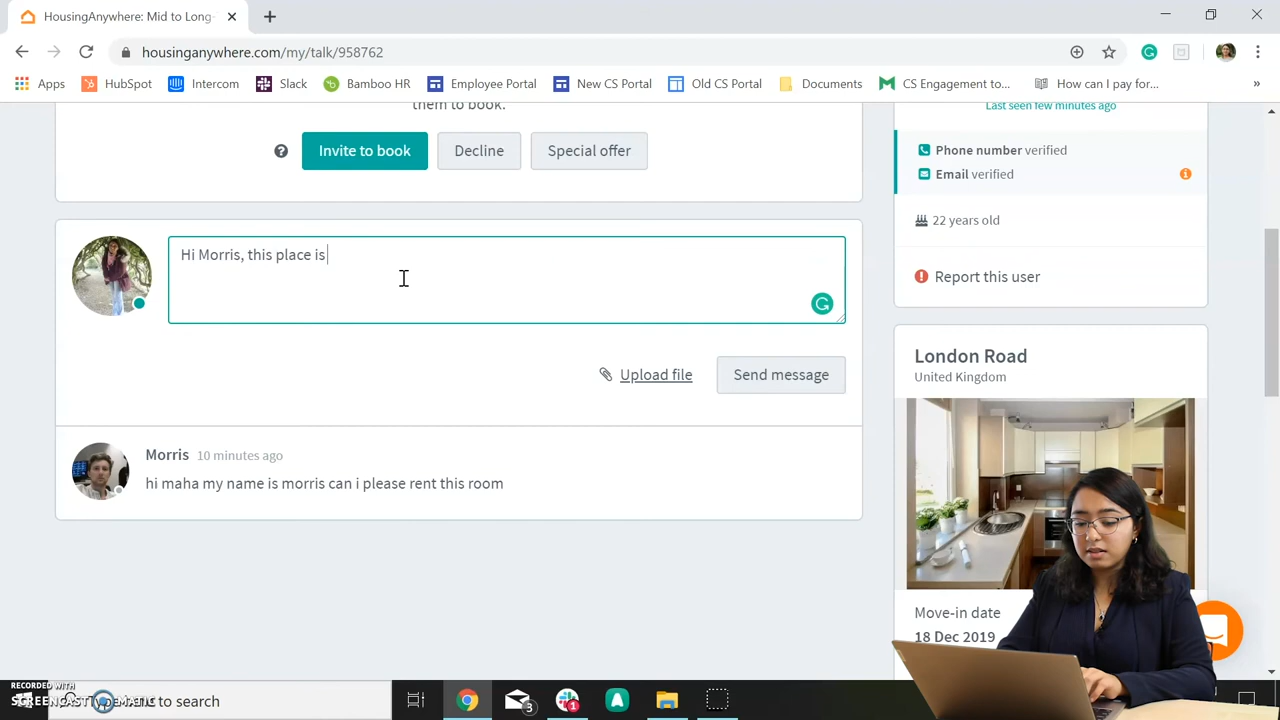 HousingAnywhere: Mid to Long-
housinganywhere.com/my/talk/958762
Apps
HubSpot
Intercom
Slack
Bamboo HR
Employee Portal
New CS Portal
Old CS Portal
Documents
CS Engagement to...
How can I pay for...
»
them to book.
Invite to book
Decline
Special offer
Last seen few minutes ago
Phone number verified
Email verified
22 years old
Report this user
Hi Morris, this place is
Upload file
Send message
Morris 10 minutes ago
hi maha my name is morris can i please rent this room
London Road
United Kingdom
Move-in date
18 Dec 2019
RECORDED WITH
SCREENCAST-O-MATIC
to search
3
1